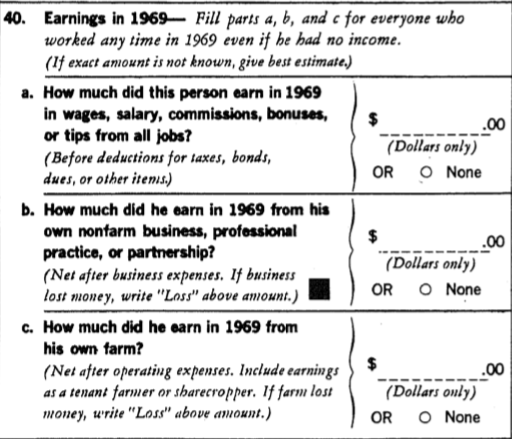 40. Earnings in 1969— Fill parts a, b, and c for everyone who
worked any time in 1969 even if he had no income.
(If exact amount is not known, give best estimate.)
a. How much did this person earn in 1969
in wages, salary, commissions, bonuses,
or tips from all jobs?
(Before deductions for taxes, bonds,
dues, or other items.)
$ .00
(Dollars only)
OR None
b. How much did he earn in 1969 from his
own nonfarm business, professional
practice, or partnership?
(Net after business expenses. If business
lost money, write "Loss" above amount.)
$ .00
(Dollars only)
OR None
c. How much did he earn in 1969 from
his own farm?
(Net after operating expenses. Include earnings
as a tenant farmer or sharecropper. If farm lost
money, write "Loss" above amount.)
$ .00
(Dollars only)
OR None